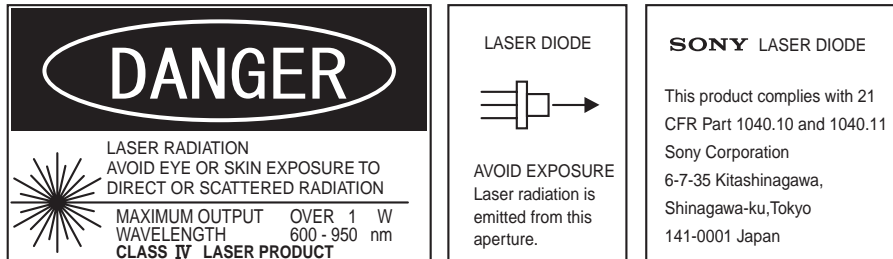 DANGER
LASER RADIATION
AVOID EYE OR SKIN EXPOSURE TO
DIRECT OR SCATTERED RADIATION
MAXIMUM OUTPUT OVER 1 W
WAVELENGTH 600 - 950 nm
CLASS Ⅳ LASER PRODUCT
LASER DIODE
AVOID EXPOSURE
Laser radiation is
emitted from this
aperture.
SONY LASER DIODE
This product complies with 21
CFR Part 1040.10 and 1040.11
Sony Corporation
6-7-35 Kitashinagawa,
Shinagawa-ku,Tokyo
141-0001 Japan